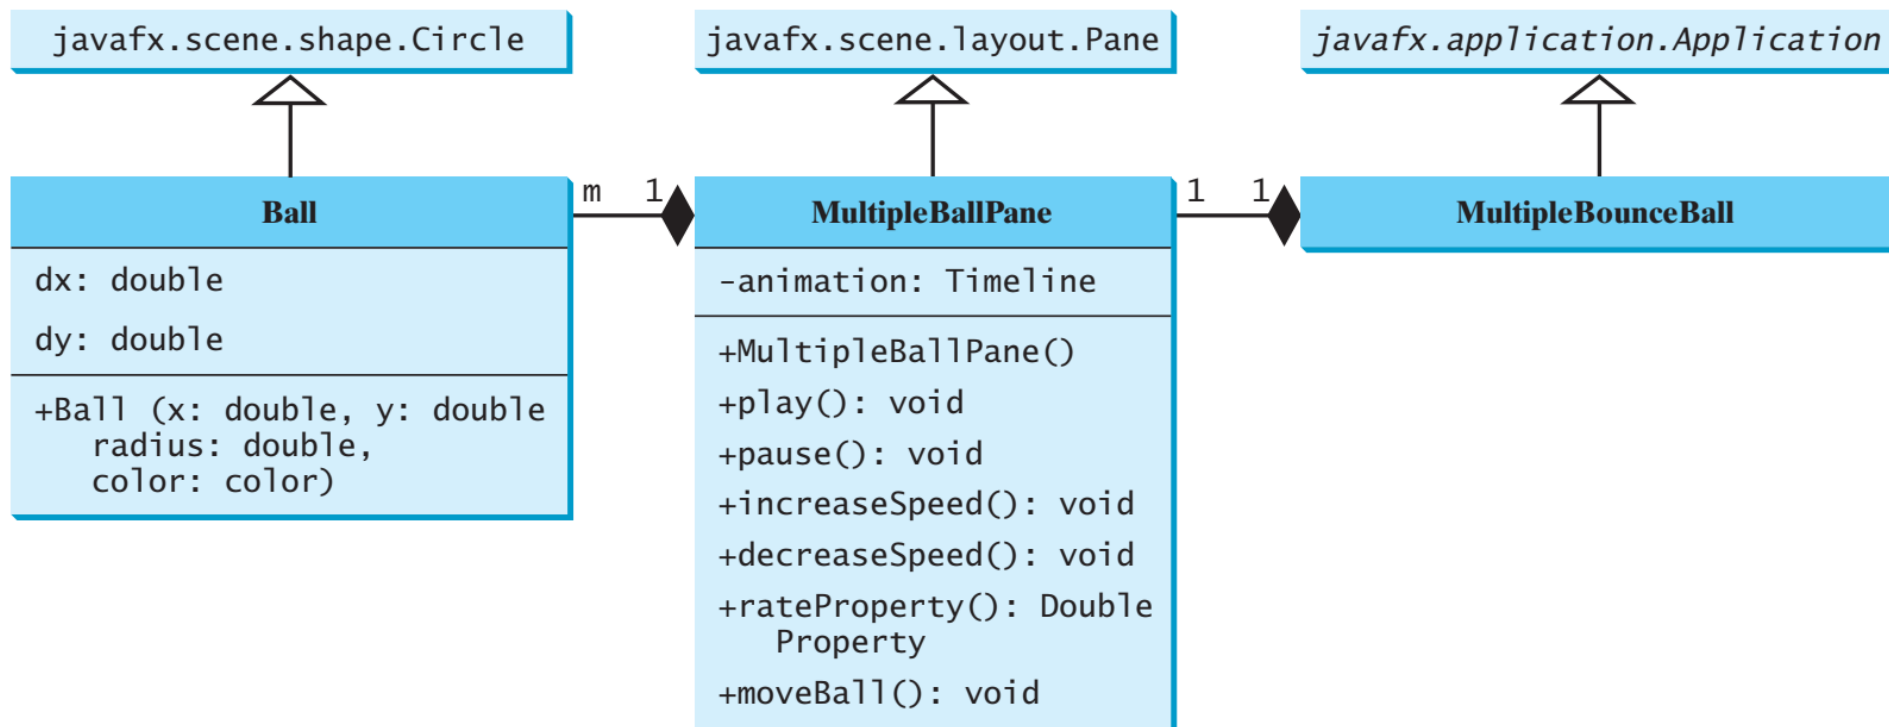 javafx.scene.shape.Circle
javafx.scene.layout.Pane
javafx.application.Application
m 1
1 1
Ball
dx: double
dy: double
+Ball (x: double, y: double
radius: double,
color: color)
MultipleBallPane
-animation: Timeline
+MultipleBallPane()
+play(): void
+pause(): void
+increaseSpeed(): void
+decreaseSpeed(): void
+rateProperty(): Double
Property
+moveBall(): void
MultipleBounceBall